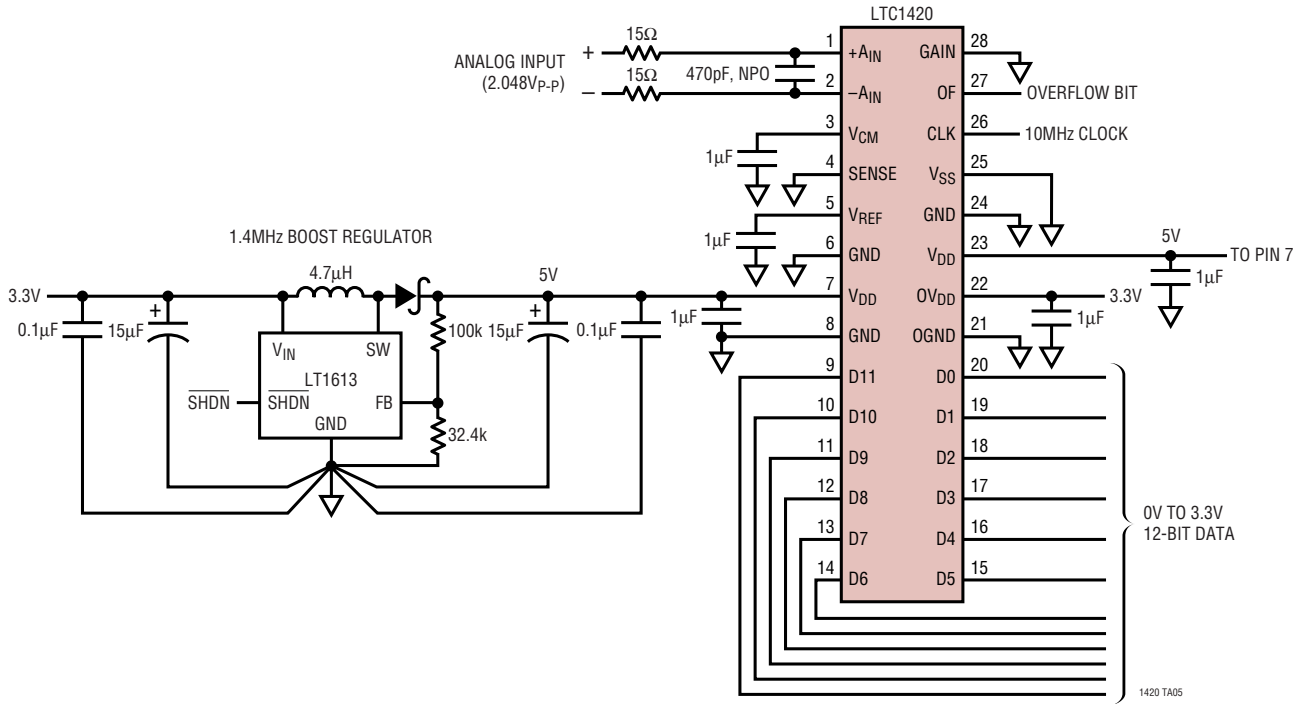 LTC1420
ANALOG INPUT
(2.048VP-P)
+
–
15Ω
15Ω
470pF, NPO
1 +AIN
2 –AIN
3 VCM
4 SENSE
5 VREF
6 GND
7 VDD
8 GND
9 D11
10 D10
11 D9
12 D8
13 D7
14 D6
GAIN 28
OF 27
CLK 26
VSS 25
GND 24
VDD 23
OVDD 22
OGND 21
D0 20
D1 19
D2 18
D3 17
D4 16
D5 15
OVERFLOW BIT
10MHz CLOCK
5V
TO PIN 7
1µF
3.3V
1µF
1µF
1µF
1µF
1.4MHz BOOST REGULATOR
3.3V
4.7µH
5V
0.1µF
+
15µF
100k
+
15µF
0.1µF
VIN
SW
LT1613
SHDN
SHDN
FB
GND
32.4k
0V TO 3.3V
12-BIT DATA
1420 TA05